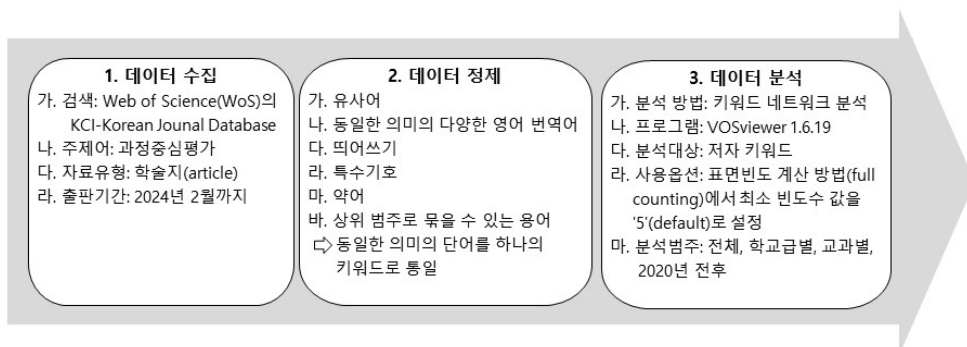 1. 데이터 수집
가. 검색: Web of Science(WoS)의
KCI-Korean Jounal Database
나. 주제어: 과정중심평가
다. 자료유형: 학술지(article)
라. 출판기간: 2024년 2월까지
2. 데이터 정제
가. 유사어
나. 동일한 의미의 다양한 영어 번역어
다. 띄어쓰기
라. 특수기호
마. 약어
바. 상위 범주로 묶을 수 있는 용어
⇨ 동일한 의미의 단어를 하나의
키워드로 통일
3. 데이터 분석
가. 분석 방법: 키워드 네트워크 분석
나. 프로그램: VOSviewer 1.6.19
다. 분석대상: 저자 키워드
라. 사용옵션: 표면빈도 계산 방법(full
counting)에서 최소 빈도수 값을
'5'(default)로 설정
마. 분석범주: 전체, 학교급별, 교과별,
2020년 전후